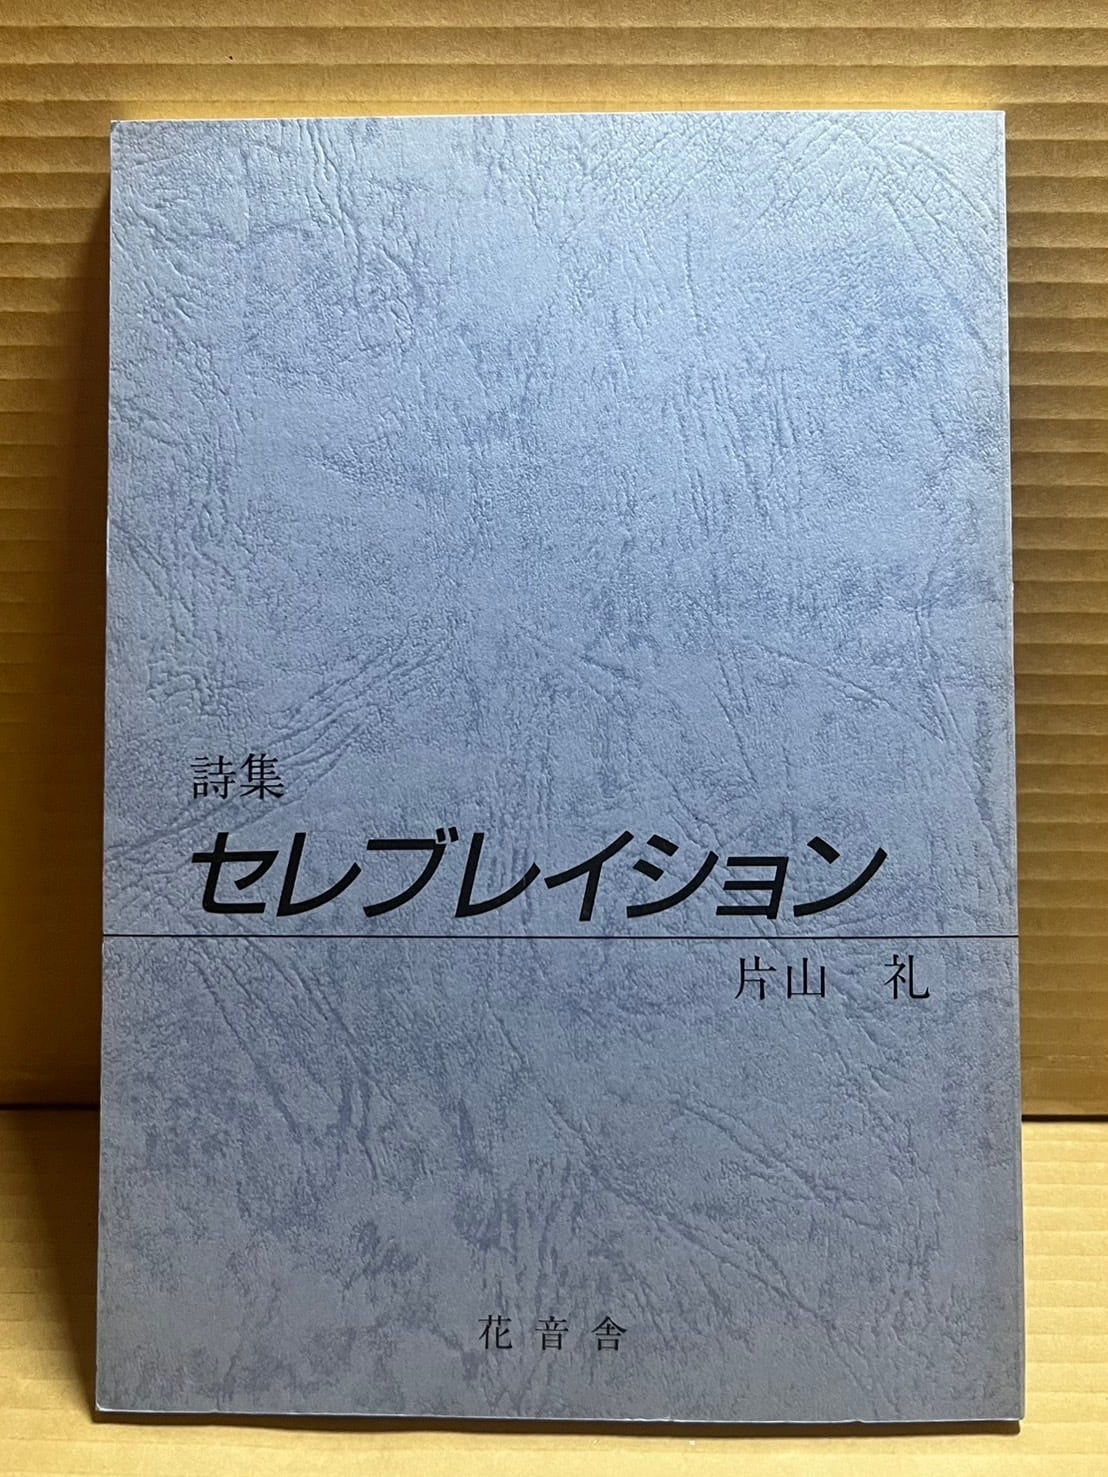 詩集
セレブレイション
片山　礼
花音舎